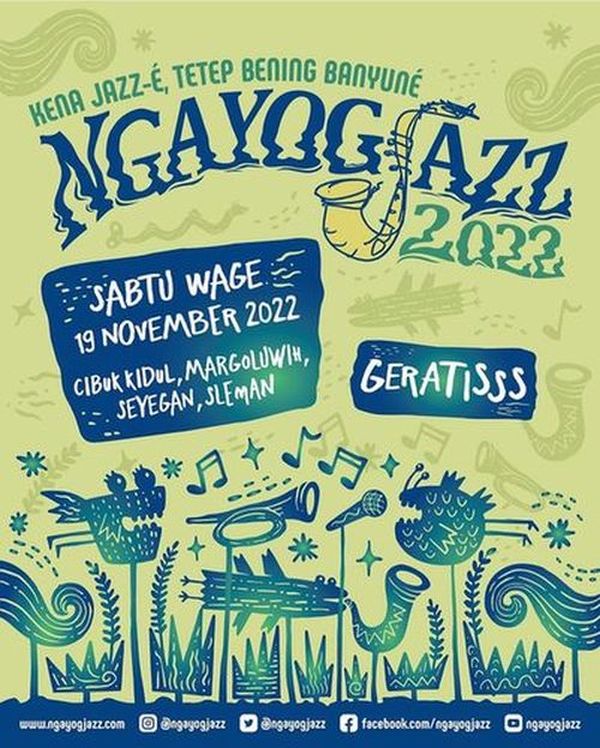 KENA JAZZ-É, TETEP BENING BANYUNÉ
NGAYOGJAZZ
2022
SABTU WAGE
19 NOVEMBER 2022
CIBUK KIDUL, MARGOLUWIH,
SEYEGAN, SLEMAN
GERATISSS
www.ngayogjazz.com @ngayogjazz @ngayogjazz facebook.com/ngayogjazz ngayogjazz